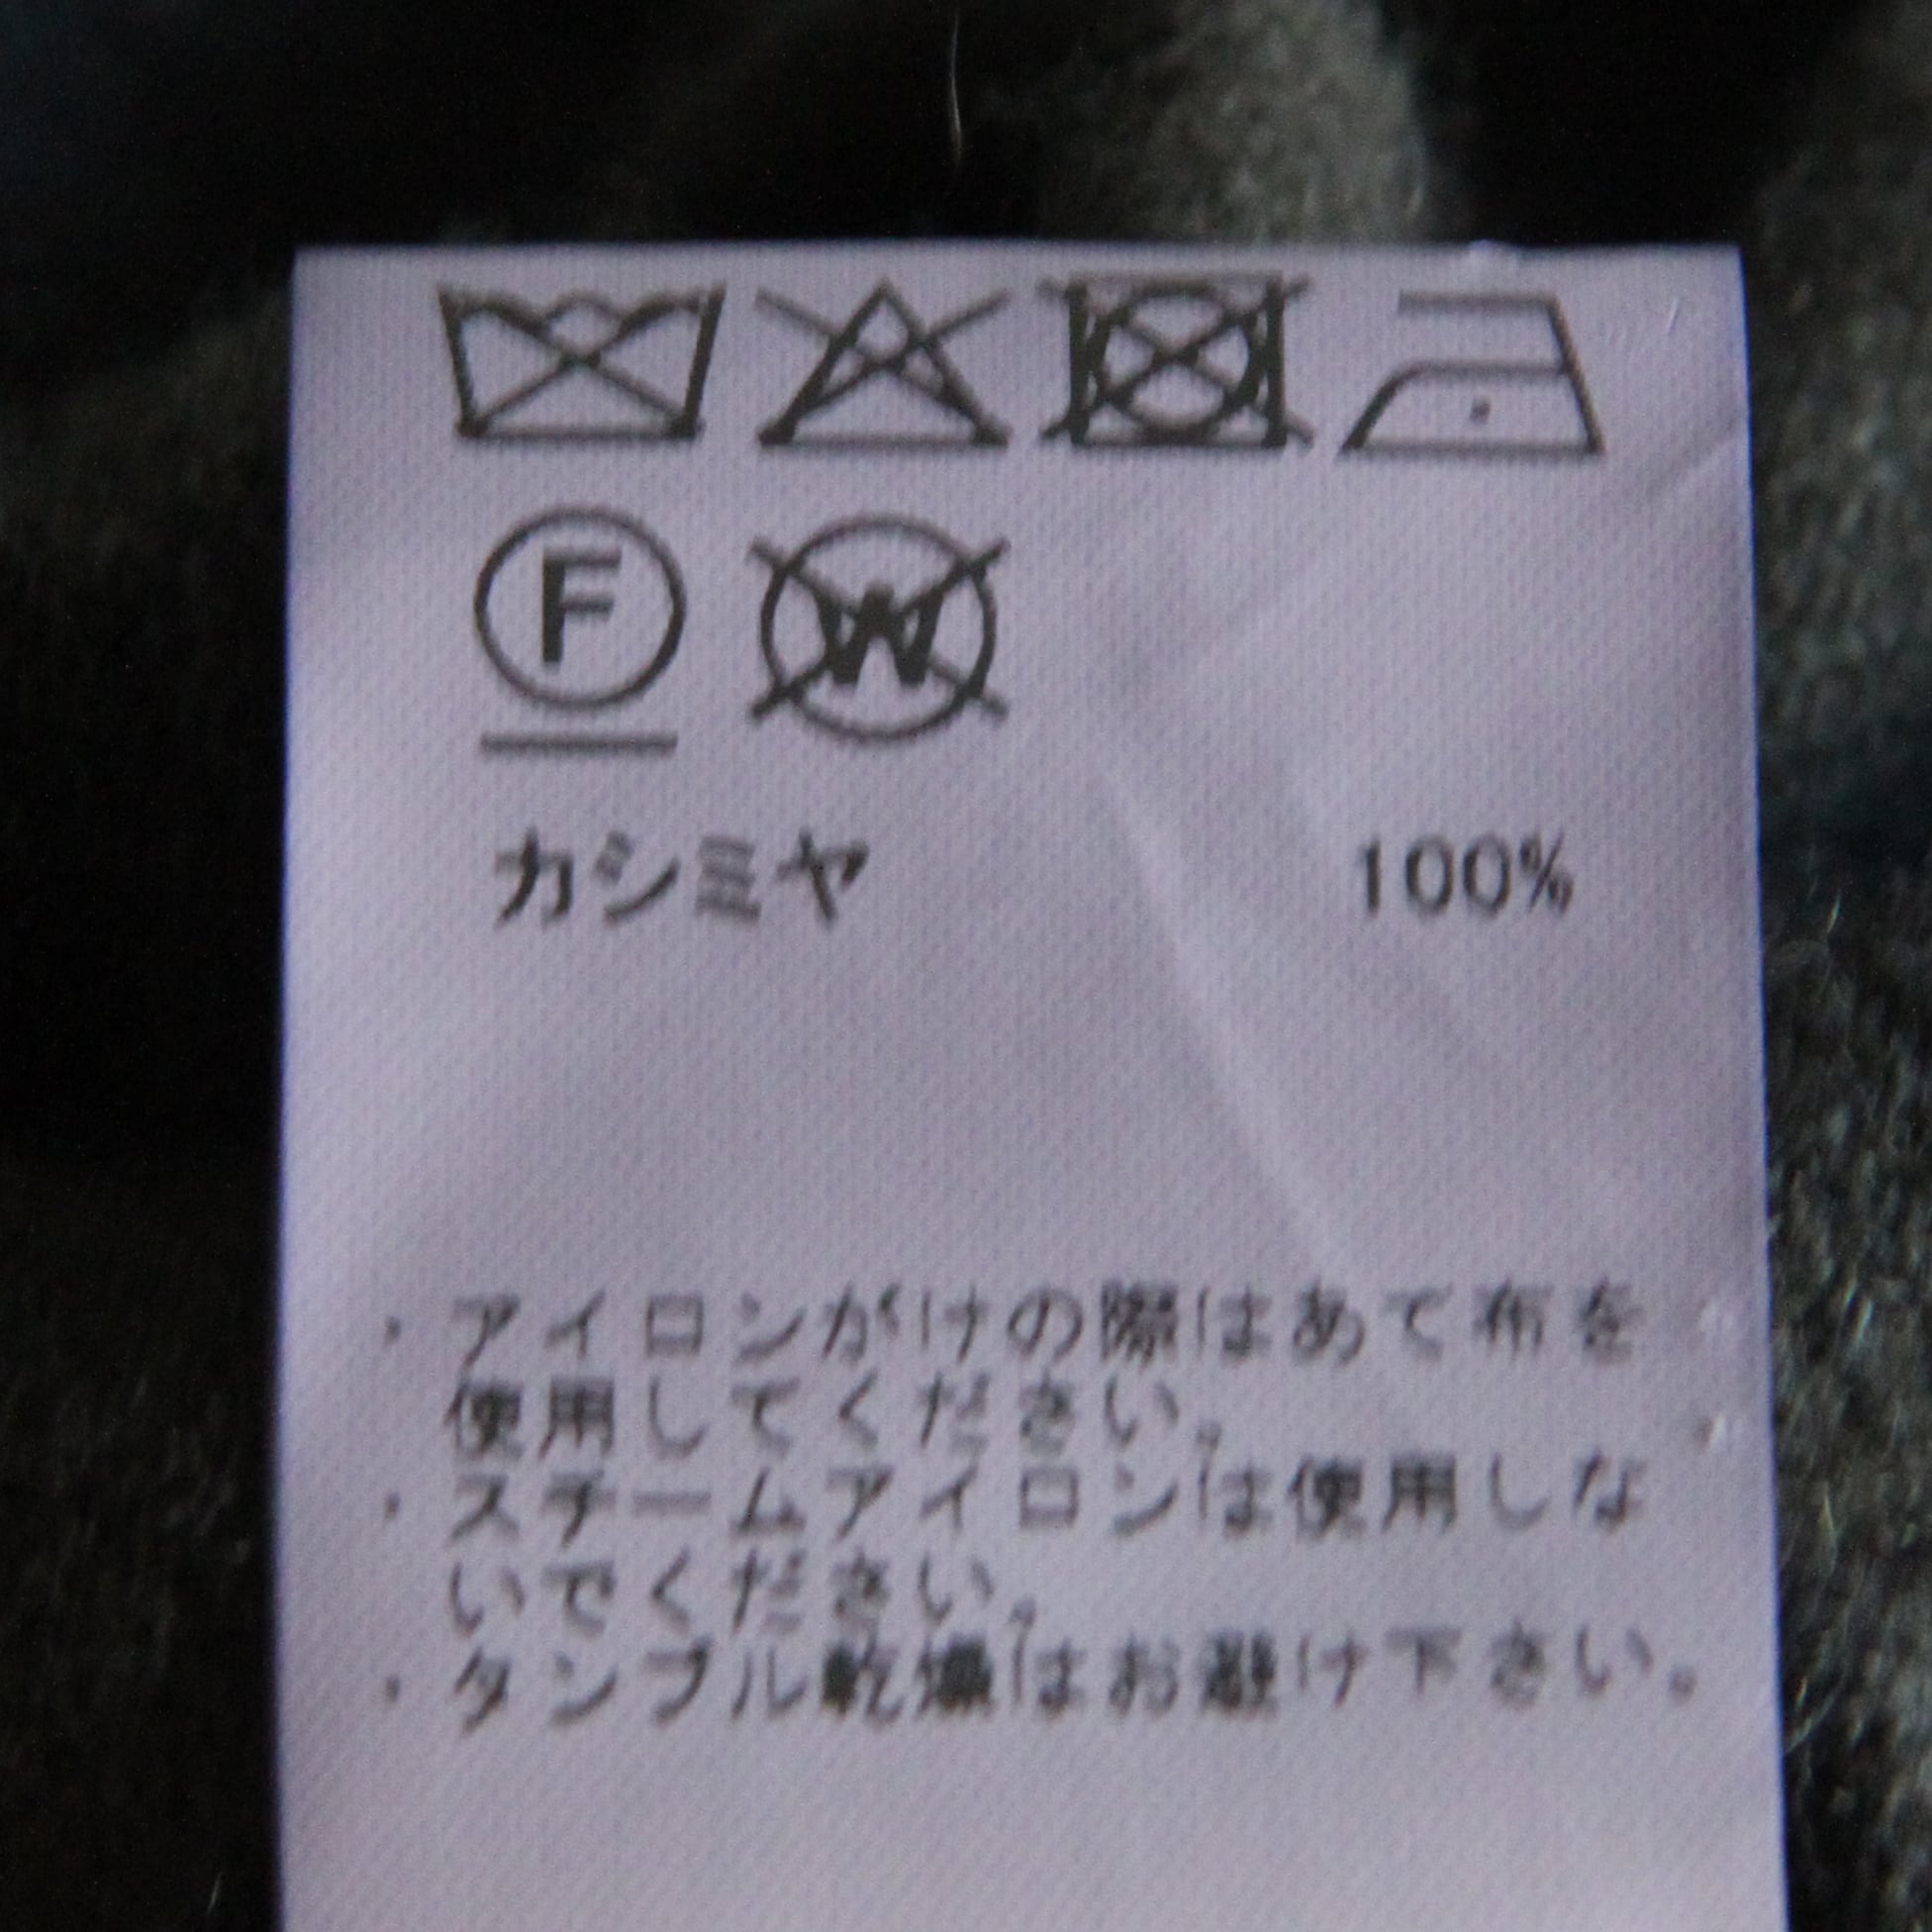 F W
カシミヤ 100%
・アイロンがけの際はあて布を
使用してください。
・スチームアイロンは使用しな
いでください。
・タンブル乾燥はお避け下さい。